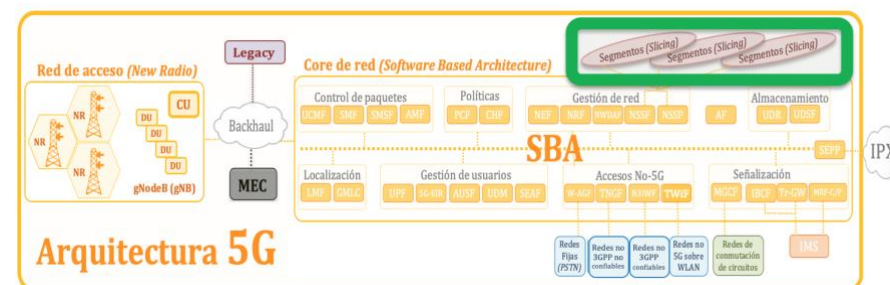 Segmentos (Slicing)
Segmentos (Slicing)
Segmentos (Slicing)
Legacy
Red de acceso (New Radio)
Core de red (Software Based Architecture)
CU
DU
DU
DU
DU
NR
NR
NR
gNodeB (gNB)
Backhaul
MEC
Control de paquetes
UCMF SMF SMSF AMF
Políticas
PCF CHF
Gestión de red
NEF NRF NWDAF NSSF NSSP
AF
Almacenamiento
UDR UDSF
SBA
SEPP
IPX
Localización
LMF GMLC
Gestión de usuarios
UPF 5G-EIR AUSF UDM SEAF
Accesos No-5G
W-AGF TNGF N3IWF TWIF
Señalización
MGCF IBCF Tr-GW MRF-C/P
Redes
Fijas
(PSTN)
Redes no
3GPP no
confiables
Redes no
3GPP
confiables
Redes no
5G sobre
WLAN
Redes de
conmutación
de circuitos
IMS
Arquitectura 5G